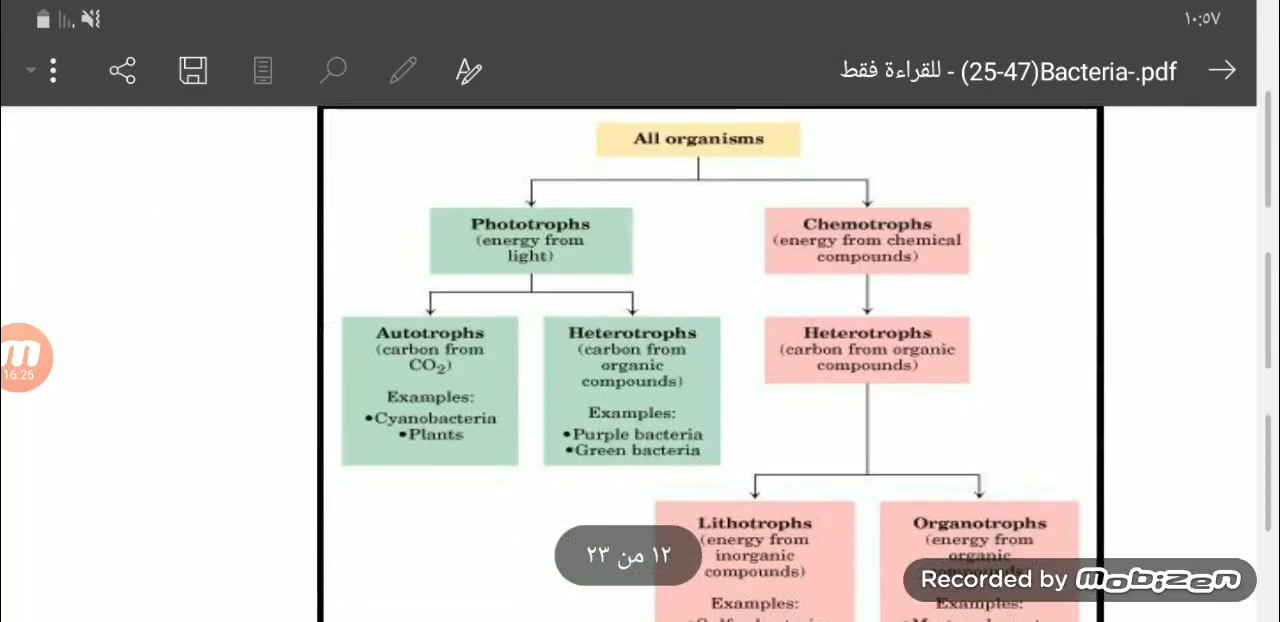 ١٠:٥٧
(25-47)Bacteria-.pdf - للقراءة فقط
All organisms
Phototrophs
(energy from
light)
Chemotrophs
(energy from chemical
compounds)
Autotrophs
(carbon from
CO₂)
Examples:
•Cyanobacteria
•Plants
Heterotrophs
(carbon from
organic
compounds)
Examples:
•Purple bacteria
•Green bacteria
Heterotrophs
(carbon from organic
compounds)
Lithotrophs
(energy from
inorganic
compounds)
Examples:
Organotrophs
(energy from
organic
compounds)
Examples:
١٢ من ٢٣
16:26
Recorded by Mobizen